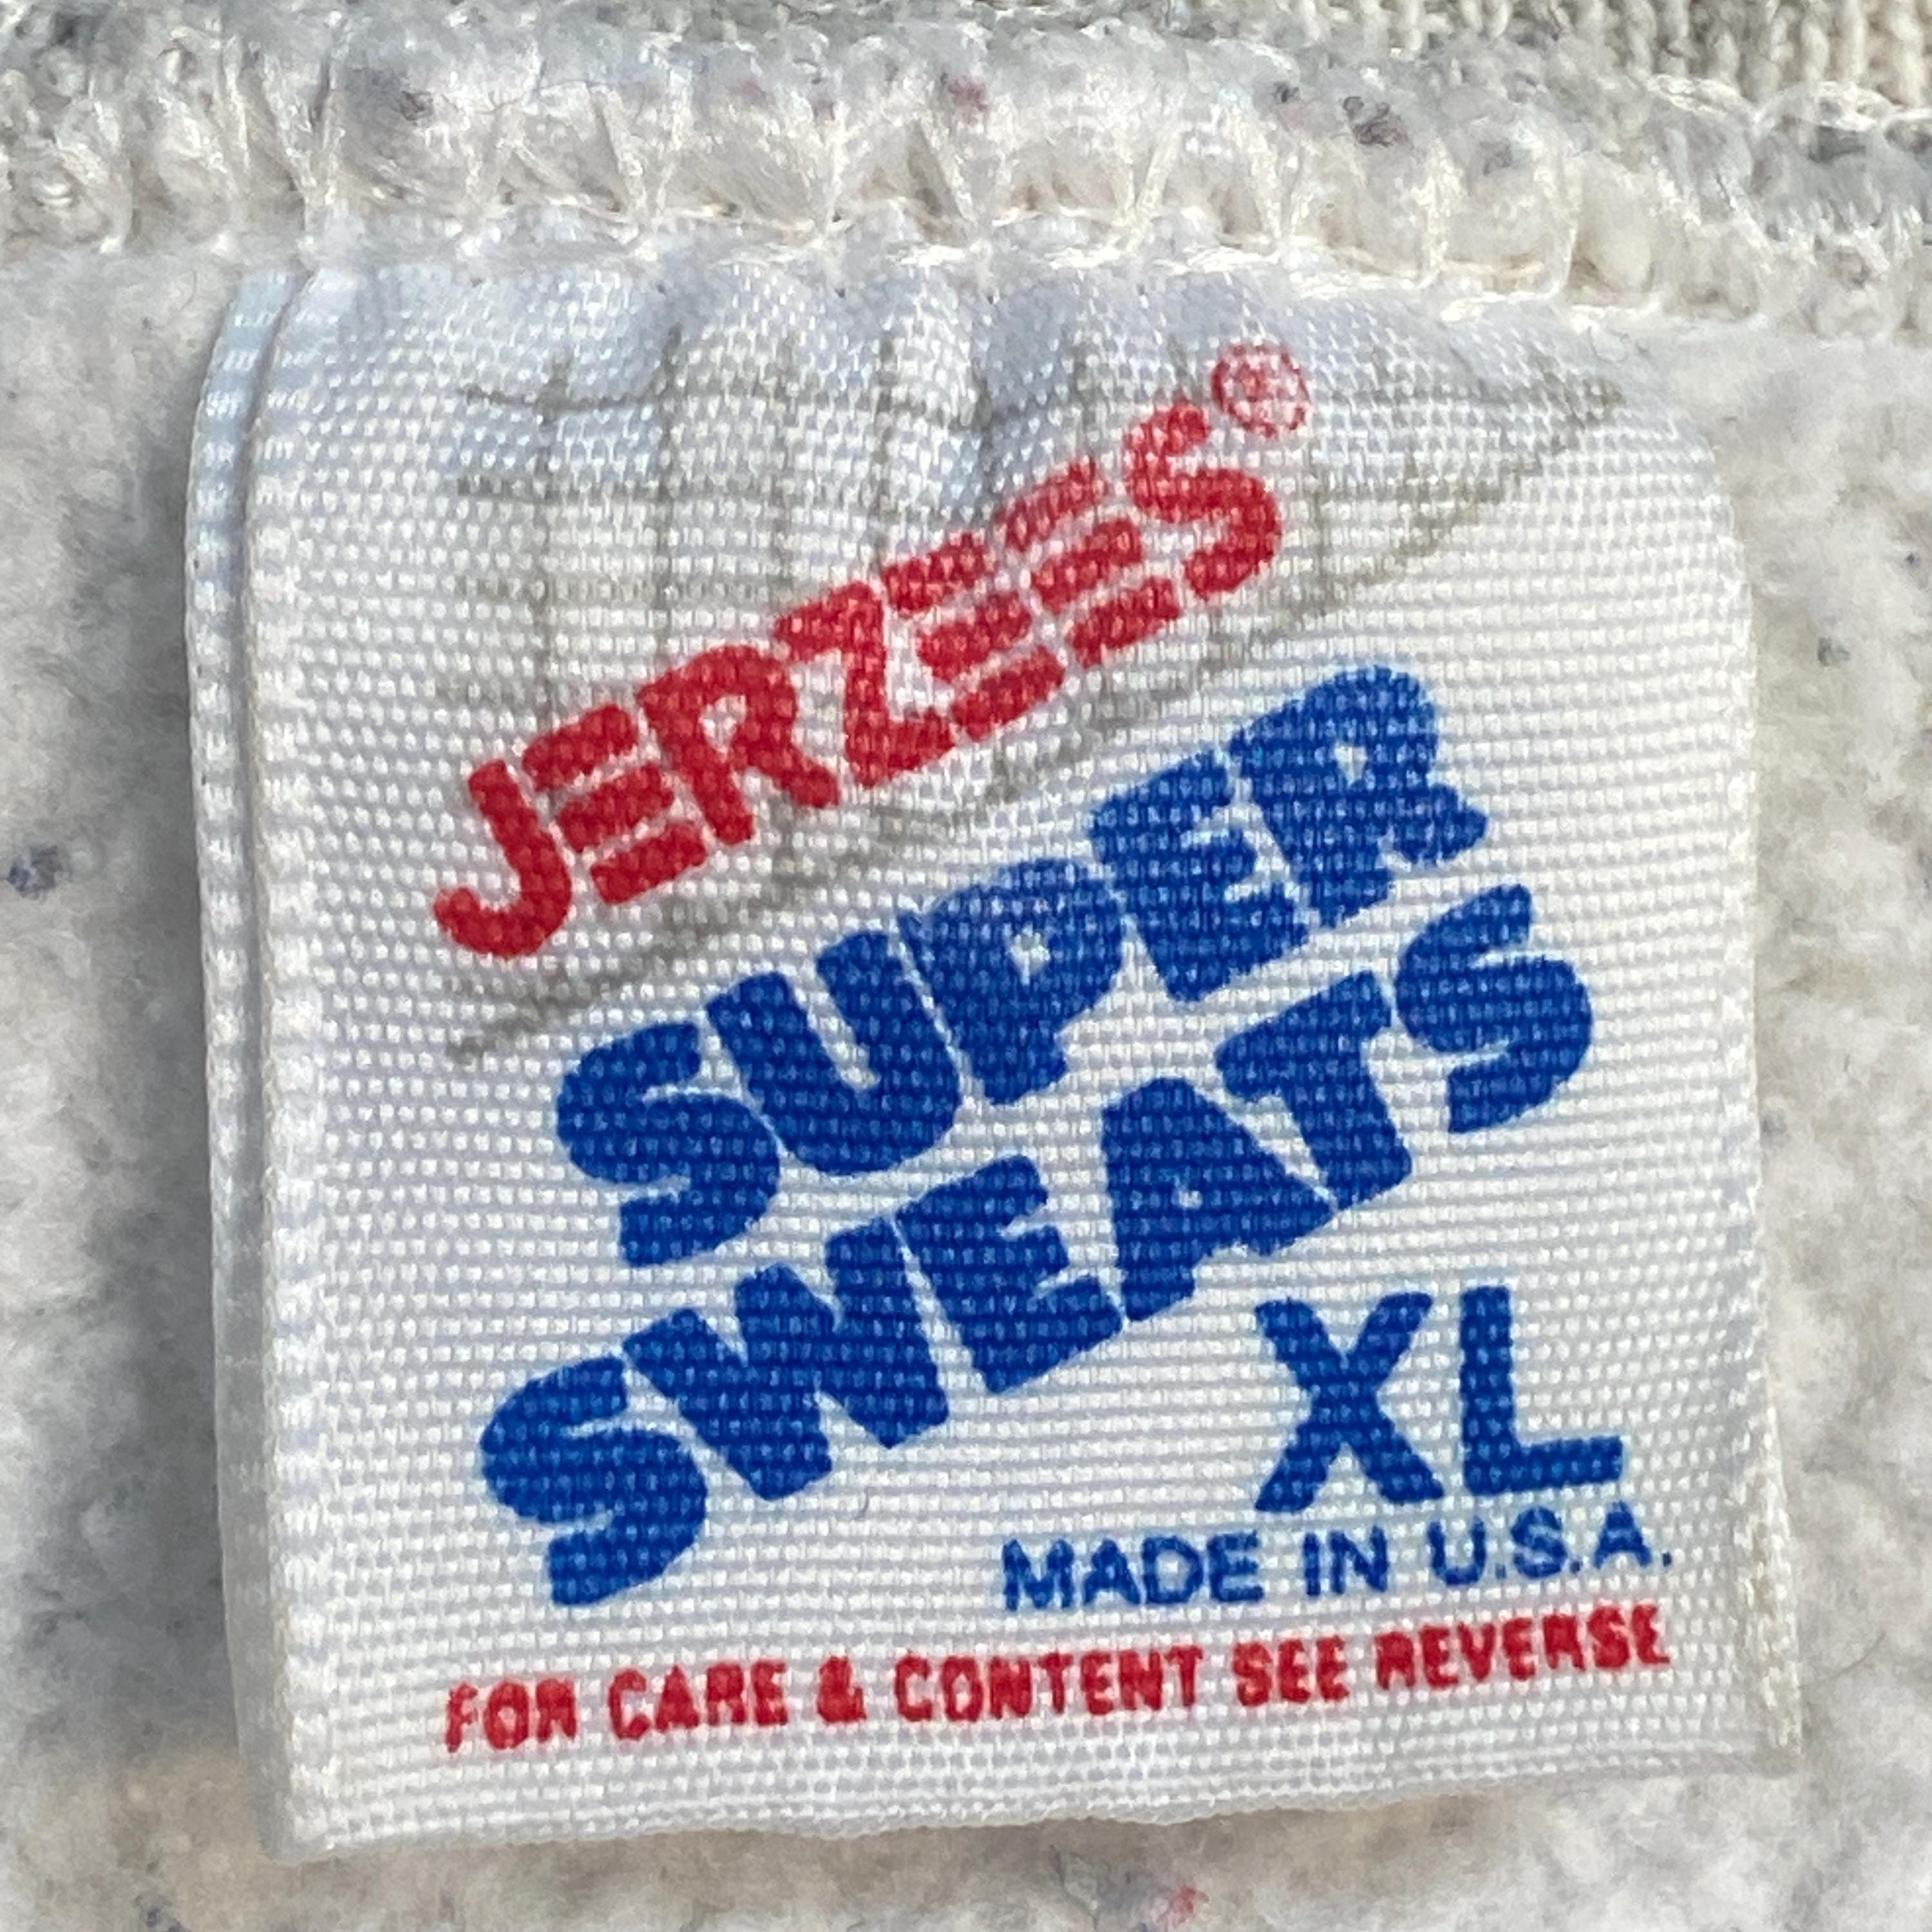 JERZEES®
SUPER
SWEATS
XL
MADE IN U.S.A.
FOR CARE & CONTENT SEE REVERSE